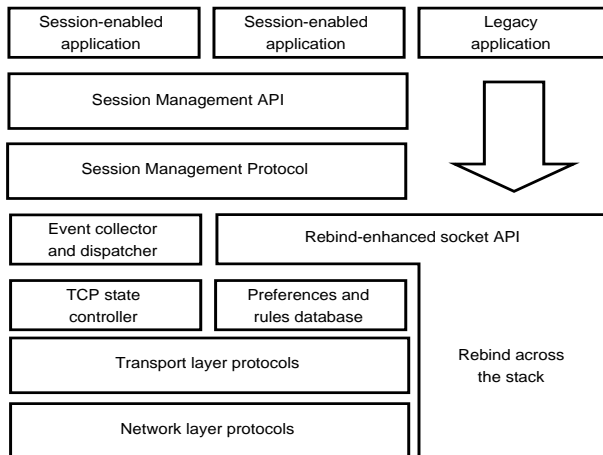 Session-enabled
application
Session-enabled
application
Legacy
application
Session Management API
Session Management Protocol
Event collector
and dispatcher
Rebind-enhanced socket API
TCP state
controller
Preferences and
rules database
Transport layer protocols
Rebind across
the stack
Network layer protocols